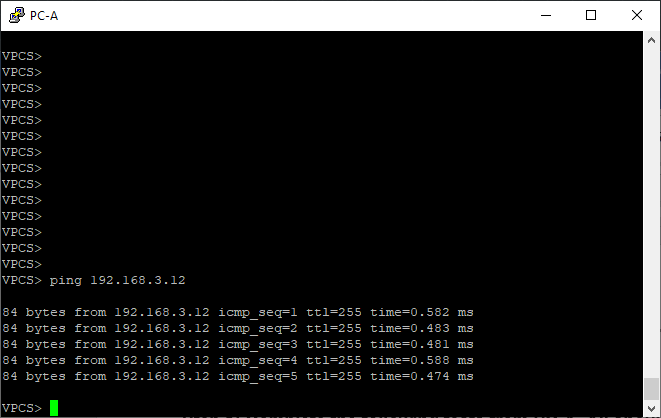 PC-A
VPCS>
VPCS>
VPCS>
VPCS>
VPCS>
VPCS>
VPCS>
VPCS>
VPCS>
VPCS>
VPCS>
VPCS>
VPCS>
VPCS>
VPCS> ping 192.168.3.12
84 bytes from 192.168.3.12 icmp_seq=1 ttl=255 time=0.582 ms
84 bytes from 192.168.3.12 icmp_seq=2 ttl=255 time=0.483 ms
84 bytes from 192.168.3.12 icmp_seq=3 ttl=255 time=0.481 ms
84 bytes from 192.168.3.12 icmp_seq=4 ttl=255 time=0.588 ms
84 bytes from 192.168.3.12 icmp_seq=5 ttl=255 time=0.474 ms
VPCS>